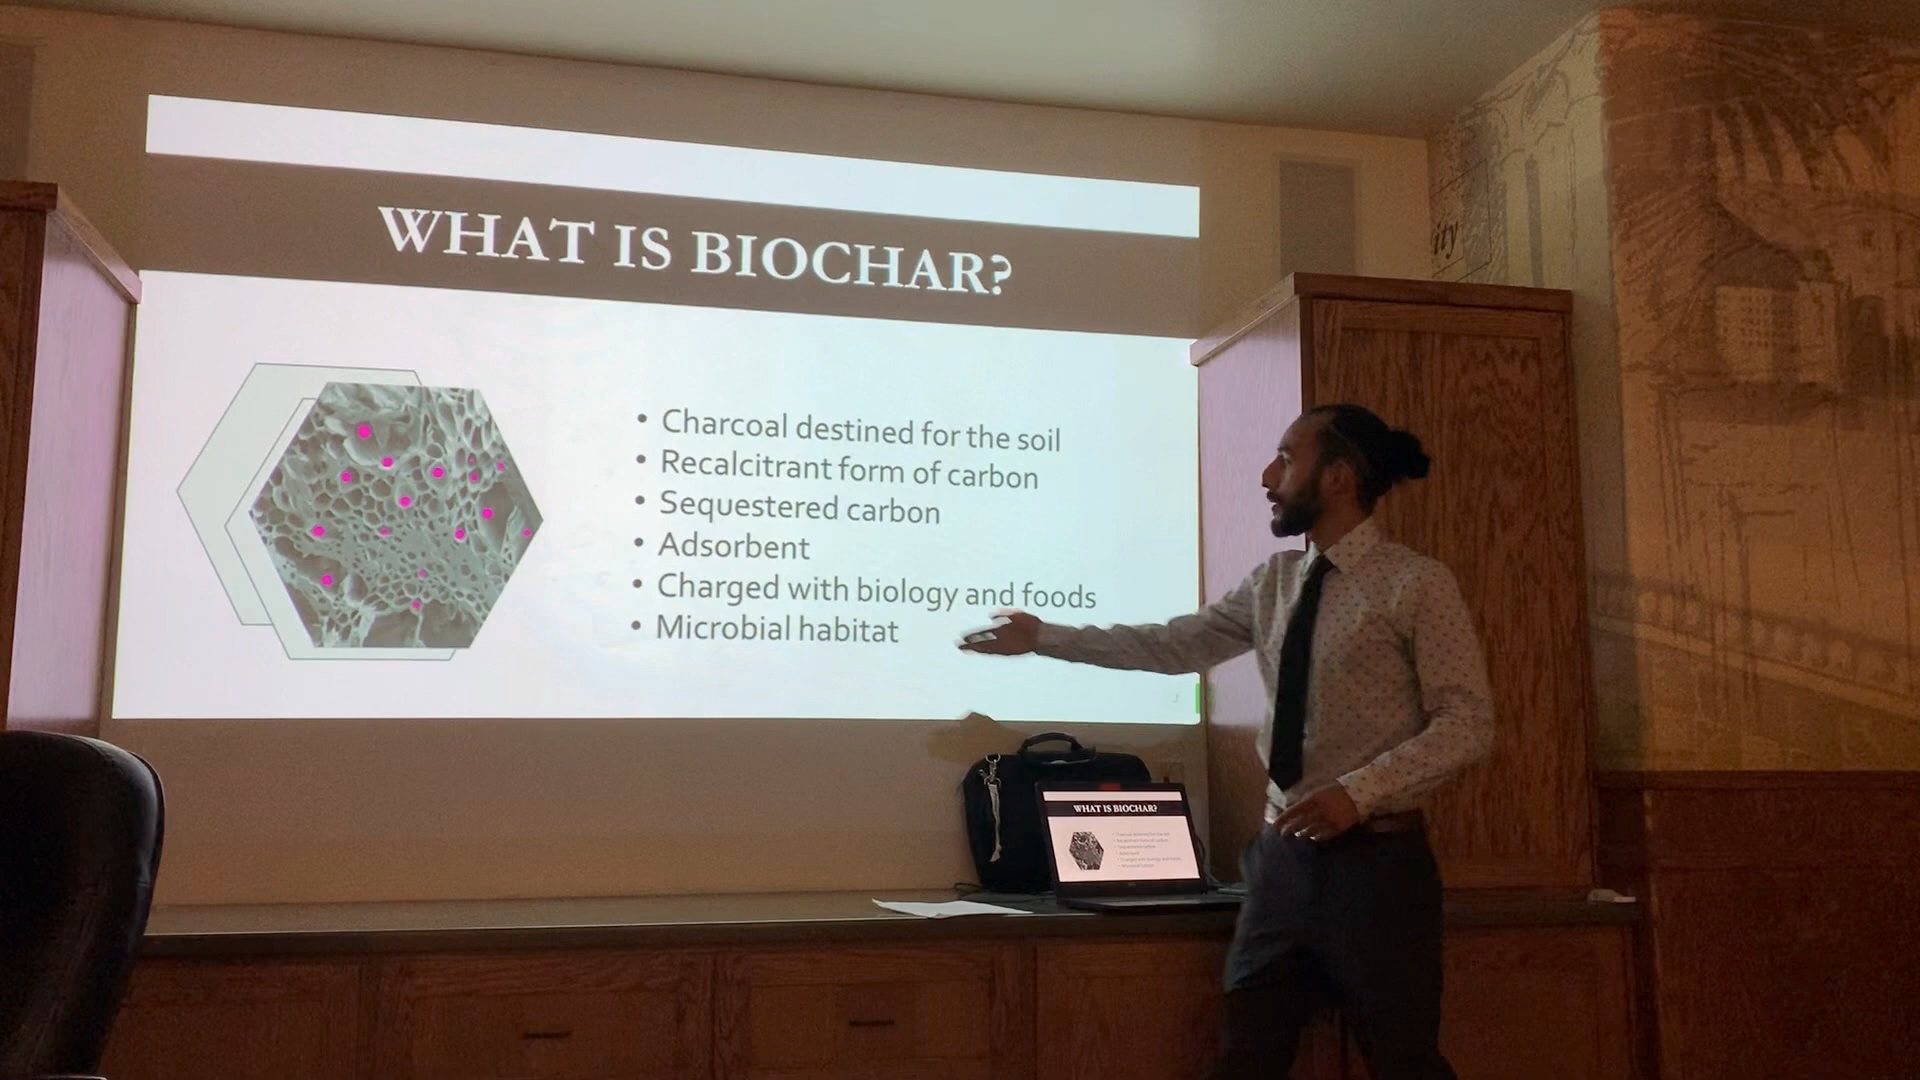 WHAT IS BIOCHAR?
• Charcoal destined for the soil
• Recalcitrant form of carbon
• Sequestered carbon
• Adsorbent
• Charged with biology and foods
• Microbial habitat
ity
WHAT IS BIOCHAR?